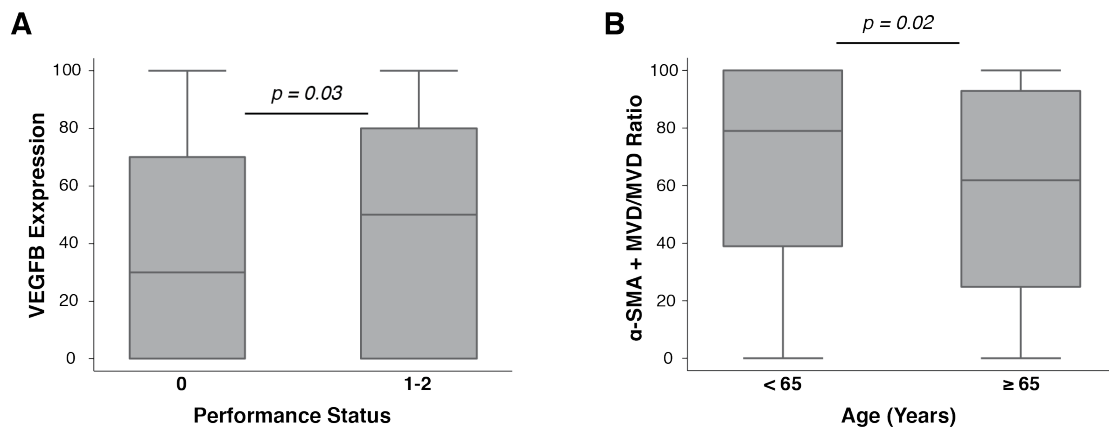 A
B
p = 0.03
p = 0.02
VEGFB Exxpression
100
80
60
40
20
0
0
1-2
Performance Status
α-SMA + MVD/MVD Ratio
100
80
60
40
20
0
< 65
≥ 65
Age (Years)